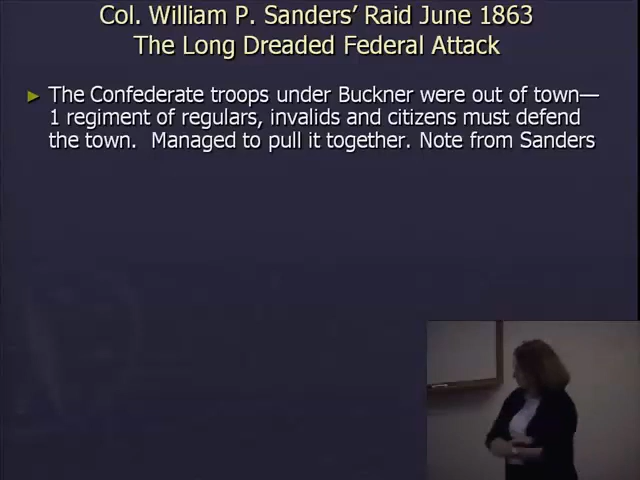 Col. William P. Sanders’ Raid June 1863
The Long Dreaded Federal Attack
The Confederate troops under Buckner were out of town—
1 regiment of regulars, invalids and citizens must defend
the town.  Managed to pull it together. Note from Sanders